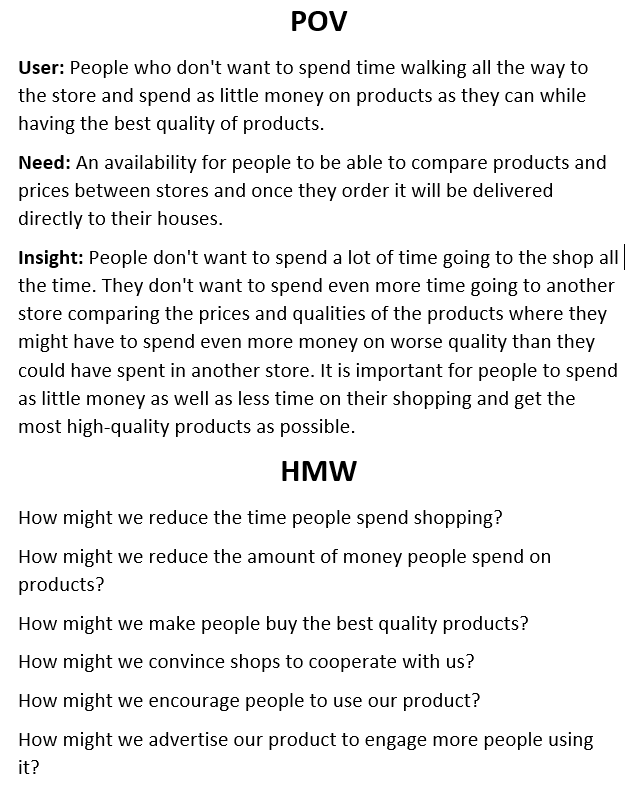 POV
User: People who don't want to spend time walking all the way to
the store and spend as little money on products as they can while
having the best quality of products.
Need: An availability for people to be able to compare products and
prices between stores and once they order it will be delivered
directly to their houses.
Insight: People don't want to spend a lot of time going to the shop all
the time. They don't want to spend even more time going to another
store comparing the prices and qualities of the products where they
might have to spend even more money on worse quality than they
could have spent in another store. It is important for people to spend
as little money as well as less time on their shopping and get the
most high-quality products as possible.
HMW
How might we reduce the time people spend shopping?
How might we reduce the amount of money people spend on
products?
How might we make people buy the best quality products?
How might we convince shops to cooperate with us?
How might we encourage people to use our product?
How might we advertise our product to engage more people using
it?